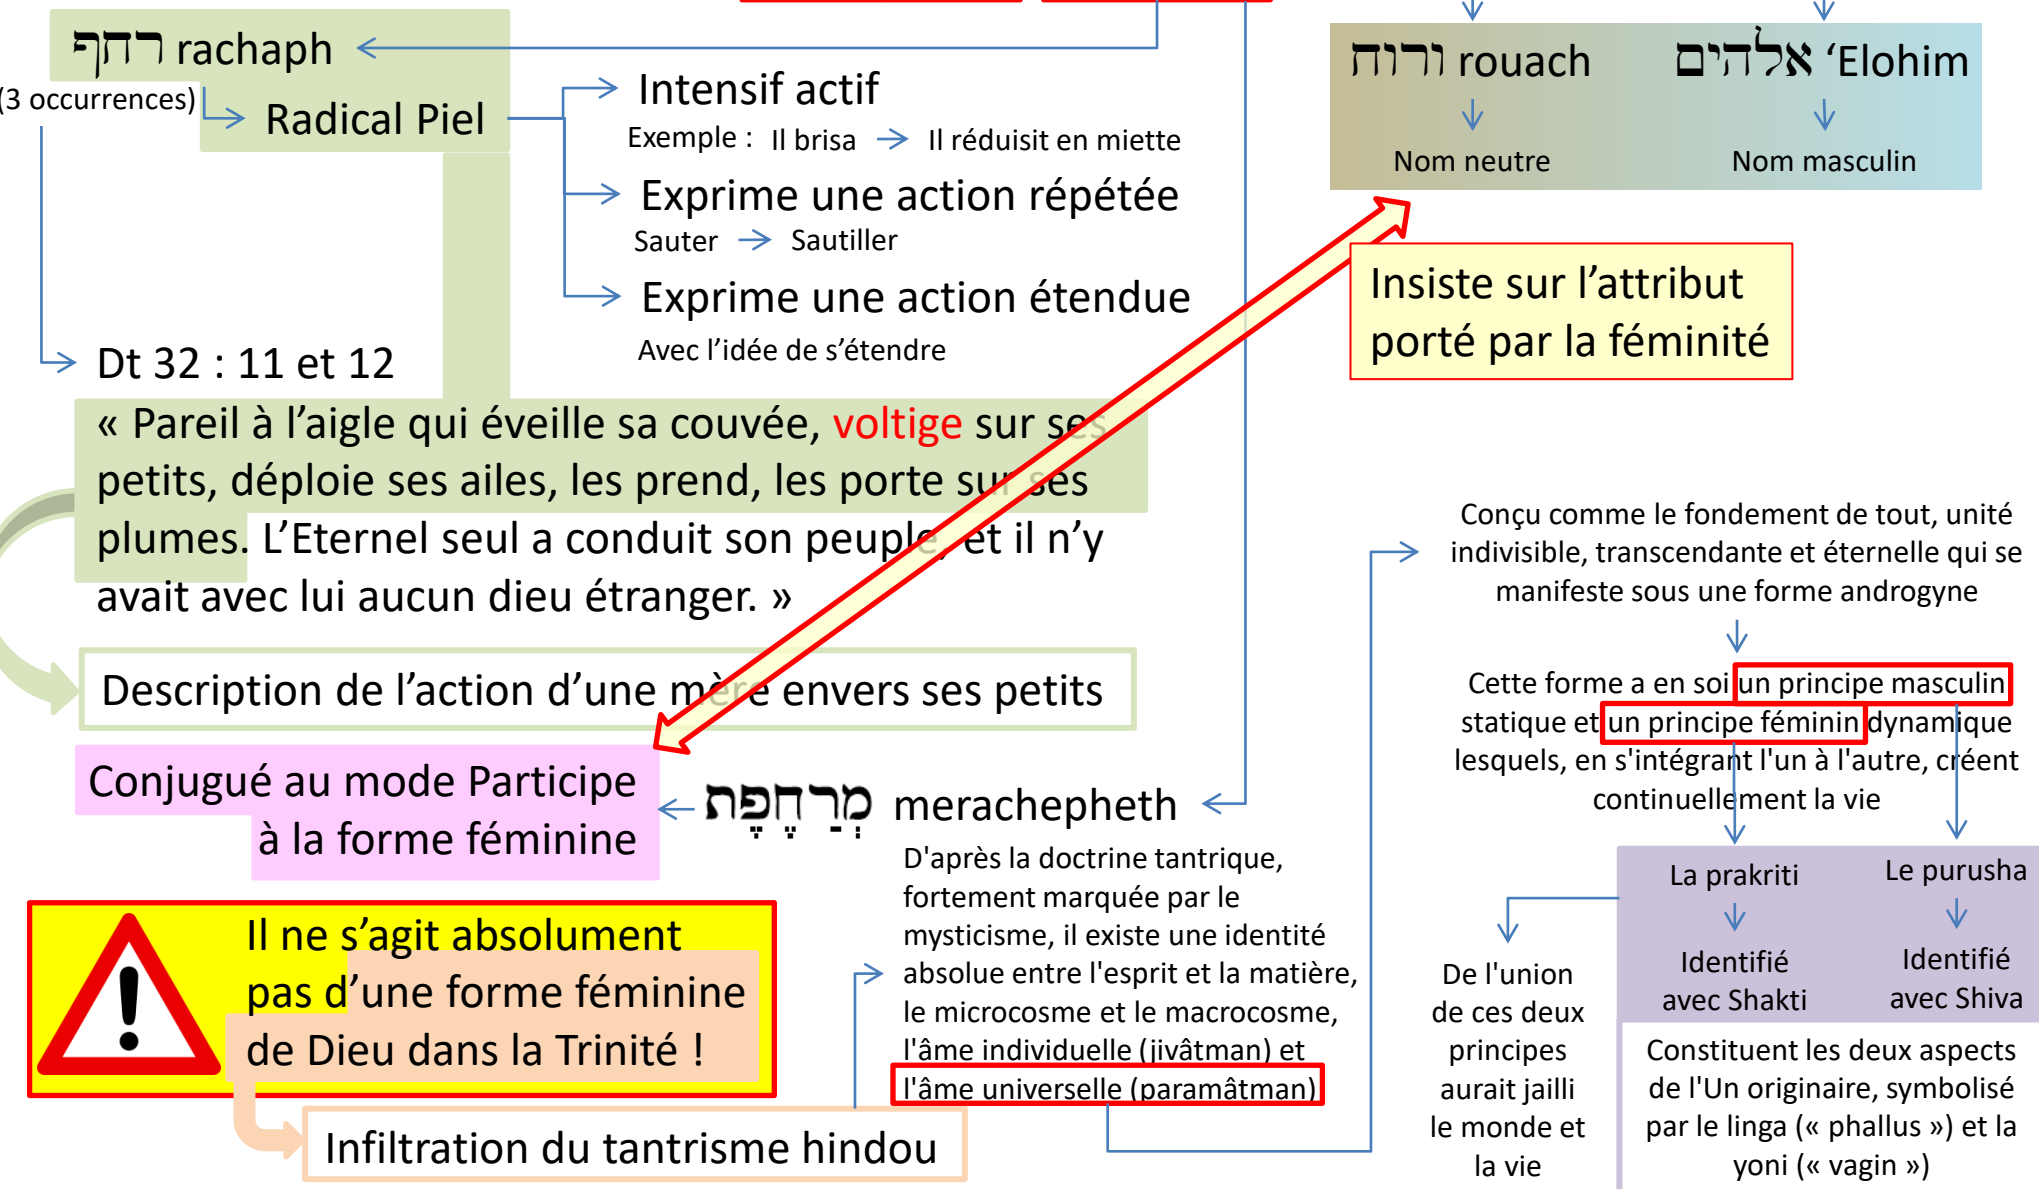 רחף rachaph
(3 occurrences)
Radical Piel
Intensif actif
Exemple : Il brisa → Il réduisit en miette
Exprime une action répétée
Sauter → Sautiller
Exprime une action étendue
Avec l’idée de s’étendre
ורוח rouach
אלהים ‘Elohim
Nom neutre
Nom masculin
Insiste sur l’attribut
porté par la féminité
Dt 32 : 11 et 12
« Pareil à l’aigle qui éveille sa couvée, voltige sur ses
petits, déploie ses ailes, les prend, les porte sur ses
plumes. L’Eternel seul a conduit son peuple, et il n’y
avait avec lui aucun dieu étranger. »
Description de l’action d’une mère envers ses petits
Conjugué au mode Participe
à la forme féminine
מְרַחֶפֶת merachepheth
Il ne s’agit absolument
pas d’une forme féminine
de Dieu dans la Trinité !
Infiltration du tantrisme hindou
D'après la doctrine tantrique,
fortement marquée par le
mysticisme, il existe une identité
absolue entre l'esprit et la matière,
le microcosme et le macrocosme,
l'âme individuelle (jivâtman) et
l'âme universelle (paramâtman)
Conçu comme le fondement de tout, unité
indivisible, transcendante et éternelle qui se
manifeste sous une forme androgyne
Cette forme a en soi un principe masculin
statique et un principe féminin dynamique
lesquels, en s'intégrant l'un à l'autre, créent
continuellement la vie
La prakriti
Le purusha
Identifié
avec Shakti
Identifié
avec Shiva
De l'union
de ces deux
principes
aurait jailli
le monde et
la vie
Constituent les deux aspects
de l'Un originaire, symbolisé
par le linga (« phallus ») et la
yoni (« vagin »)